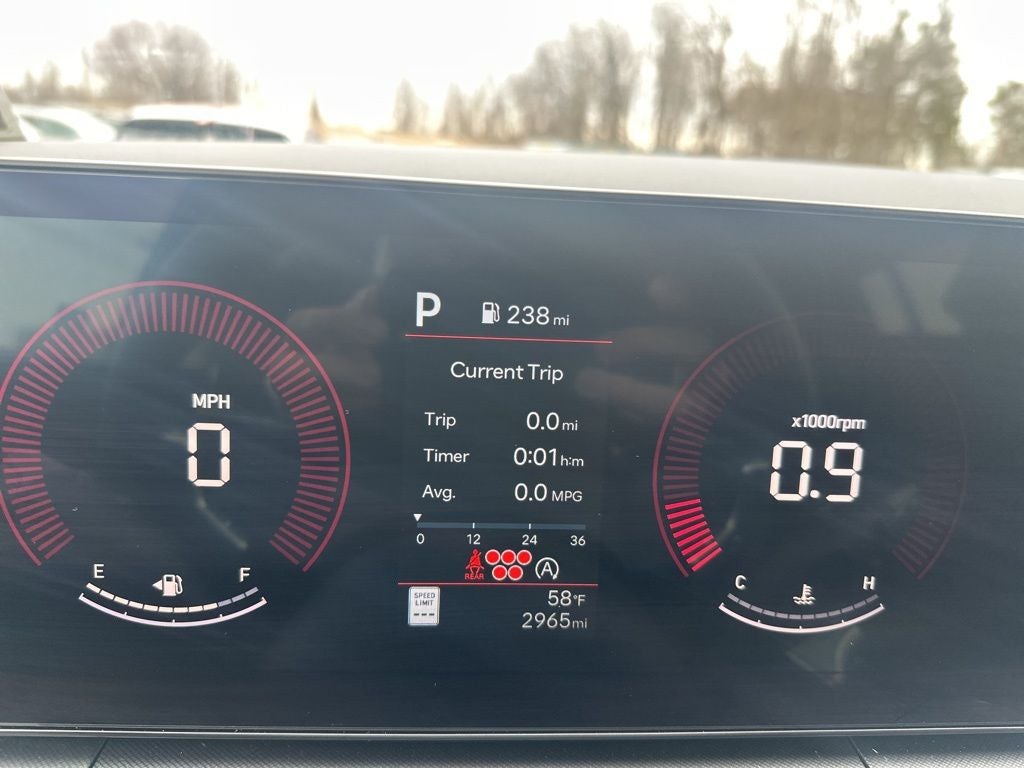 P 238 mi
Current Trip
Trip 0.0 mi
Timer 0:01 h:m
Avg. 0.0 MPG
0 12 24 36
REAR A
SPEED LIMIT ---
58°F
2965 mi
MPH
0
E F
x1000rpm
0.9
C H